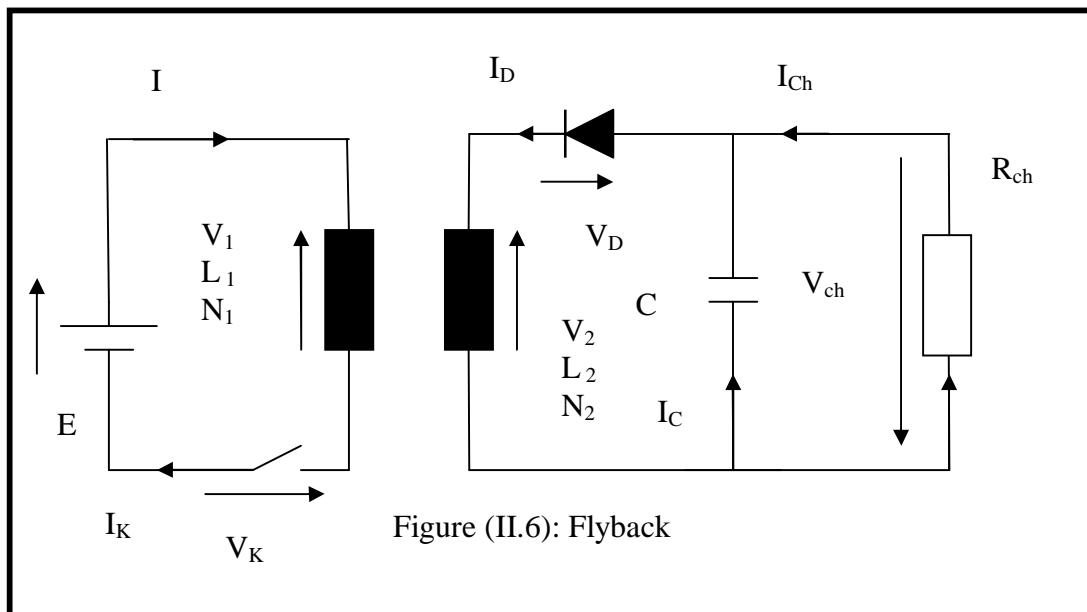 I
I_D
I_Ch
R_ch
V_1
L_1
N_1
V_D
V_ch
C
V_2
L_2
N_2
E
I_C
I_K
V_K
Figure (II.6): Flyback